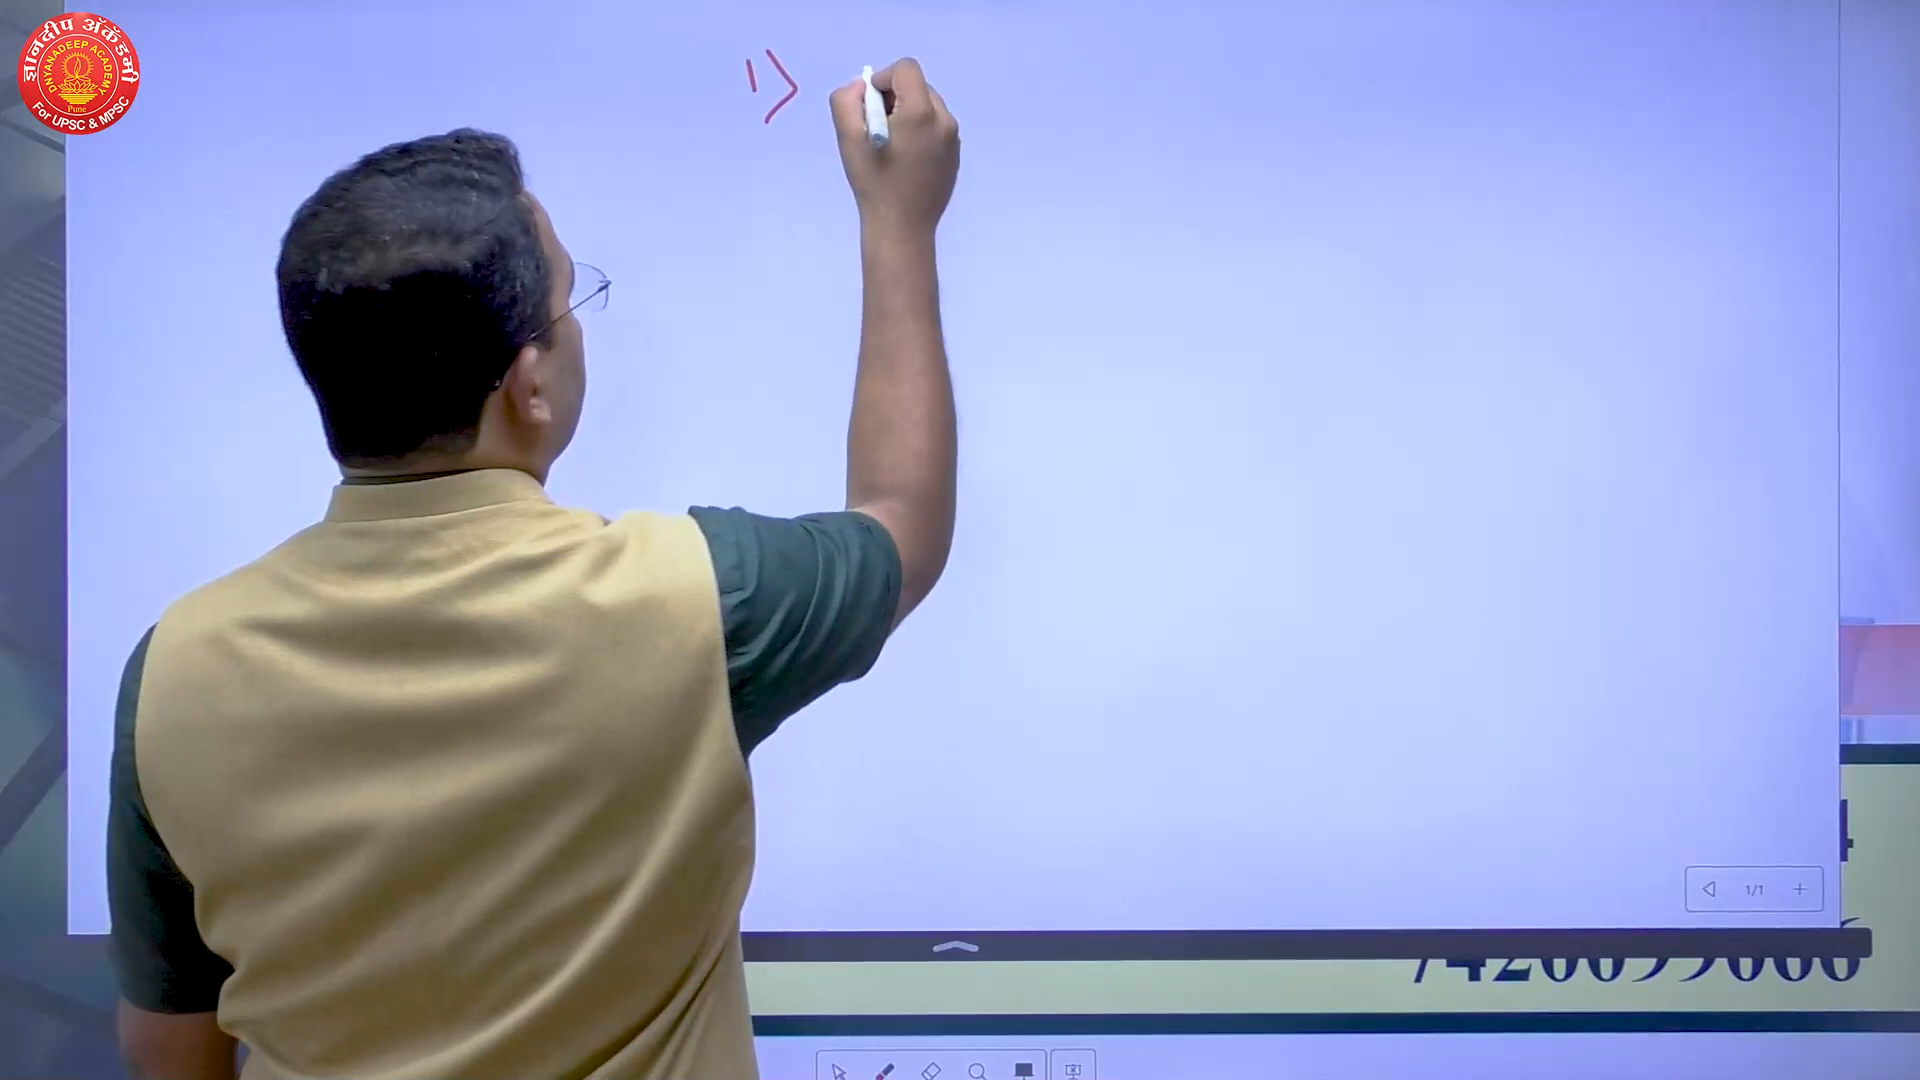 ज्ञानदीप अॅकॅडमी
DNYANADEEP ACADEMY
Pune
For UPSC & MPSC
1)
1/1